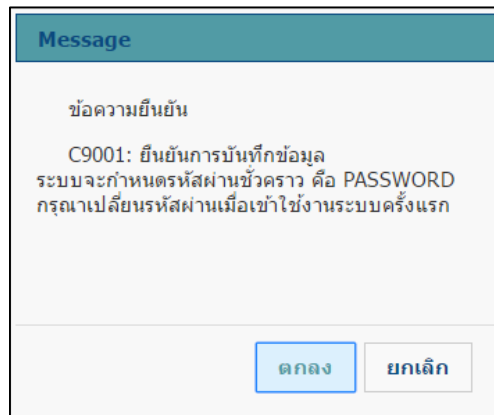 Message
ข้อความยืนยัน
C9001: ยืนยันการบันทึกข้อมูล
ระบบจะกำหนดรหัสผ่านชั่วคราว คือ PASSWORD
กรุณาเปลี่ยนรหัสผ่านเมื่อเข้าใช้งานระบบครั้งแรก
ตกลง
ยกเลิก